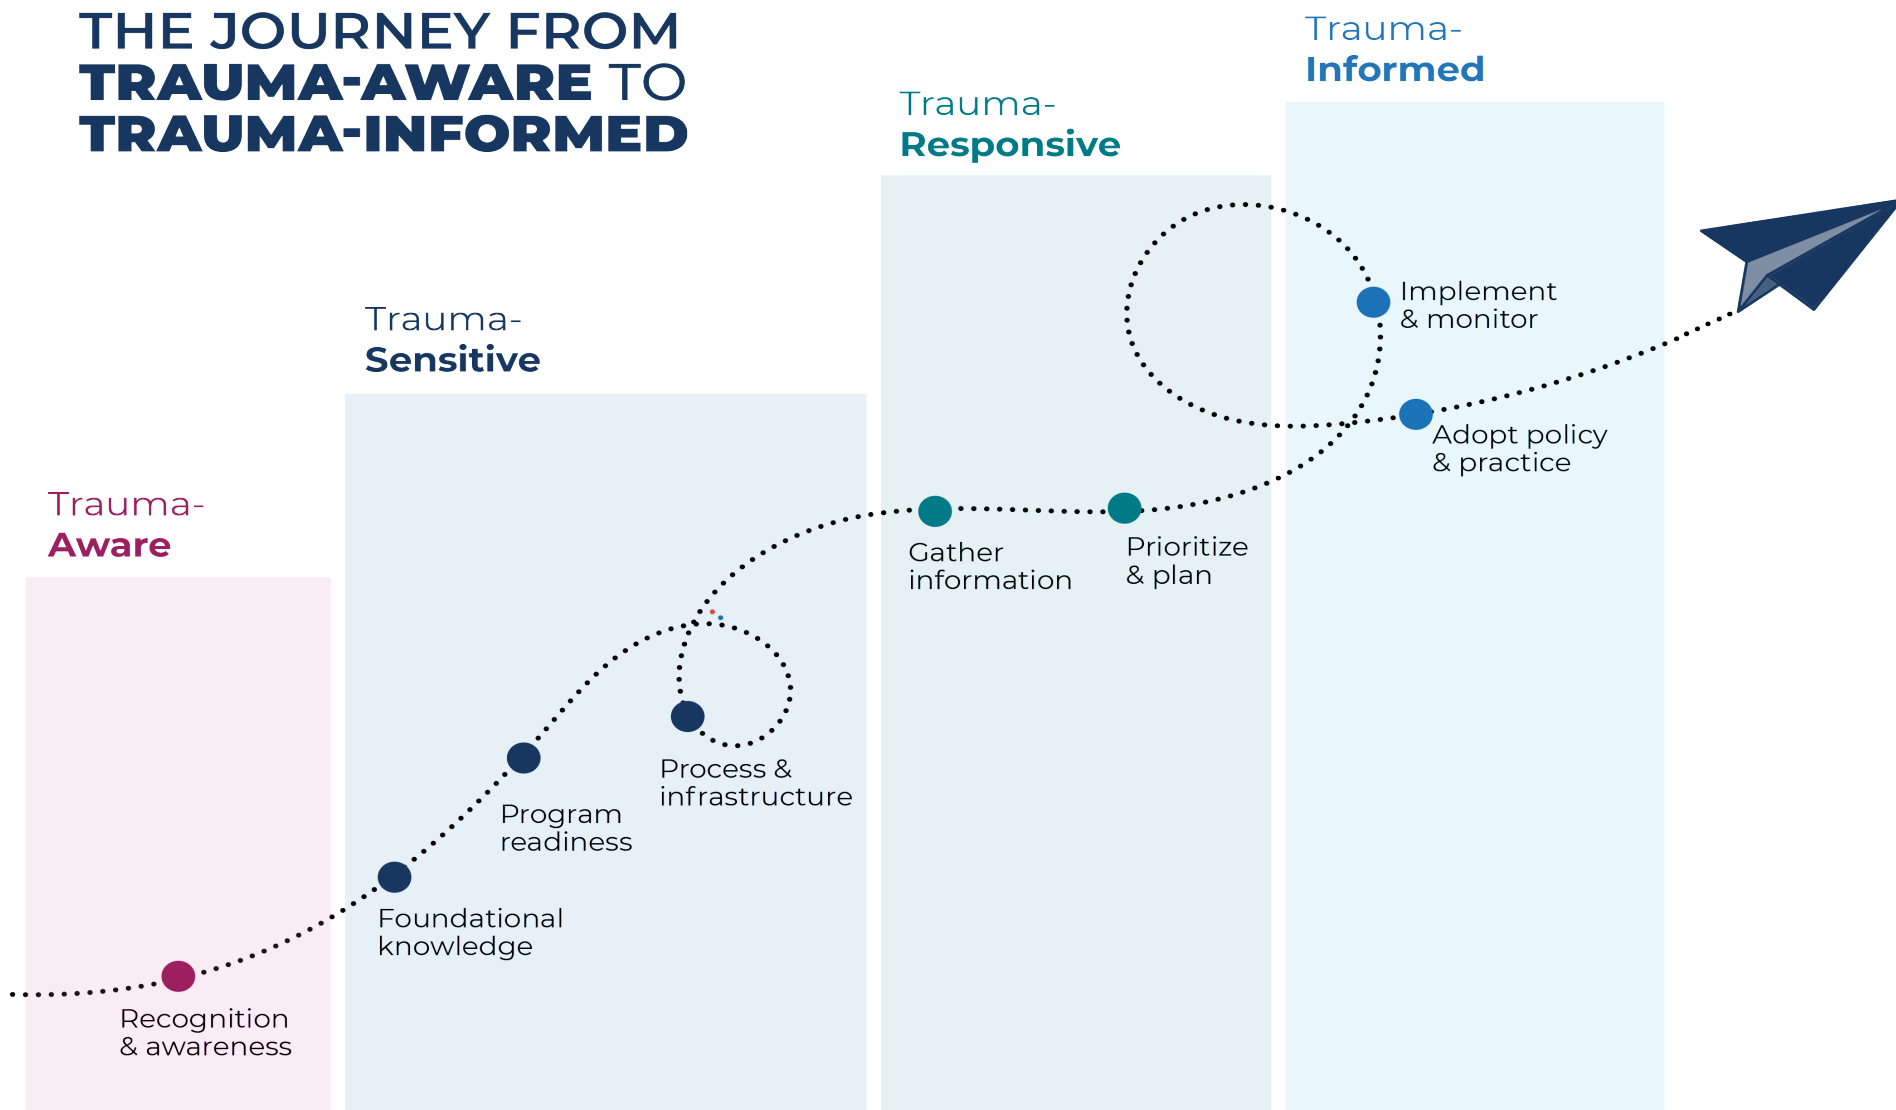 THE JOURNEY FROM
TRAUMA-AWARE TO
TRAUMA-INFORMED
Trauma-
Aware
Recognition
& awareness
Trauma-
Sensitive
Foundational
knowledge
Program
readiness
Process &
infrastructure
Trauma-
Responsive
Gather
information
Prioritize
& plan
Trauma-
Informed
Implement
& monitor
Adopt policy
& practice